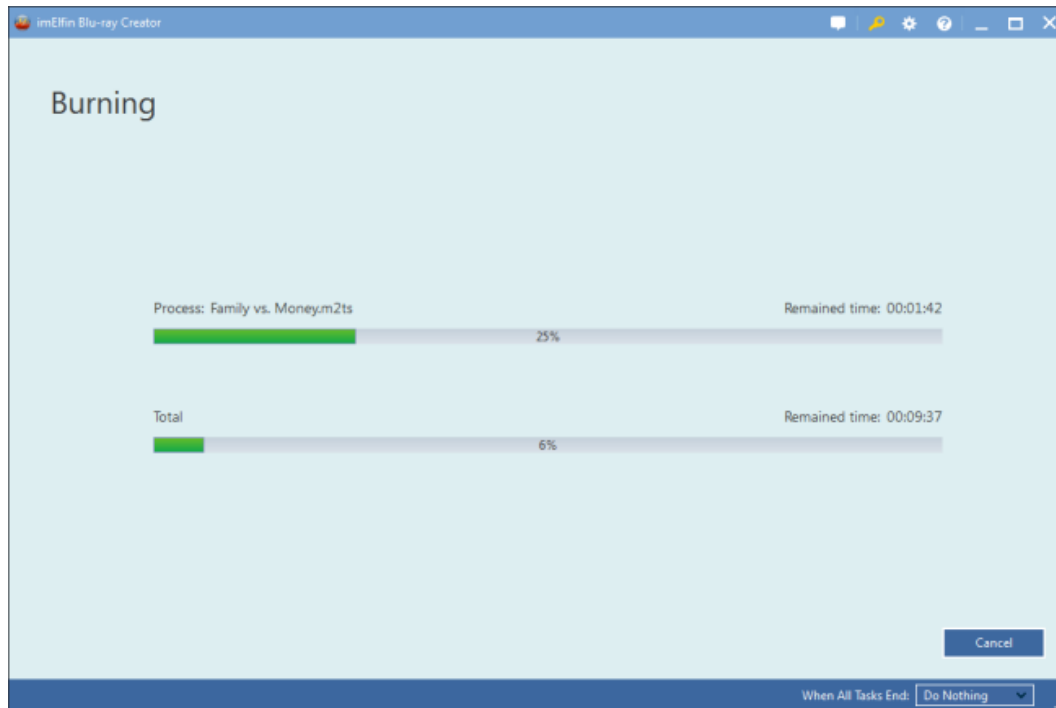 imElfin Blu-ray Creator
Burning
Process: Family vs. Money.m2ts Remained time: 00:01:42
25%
Total Remained time: 00:09:37
6%
Cancel
When All Tasks End: Do Nothing